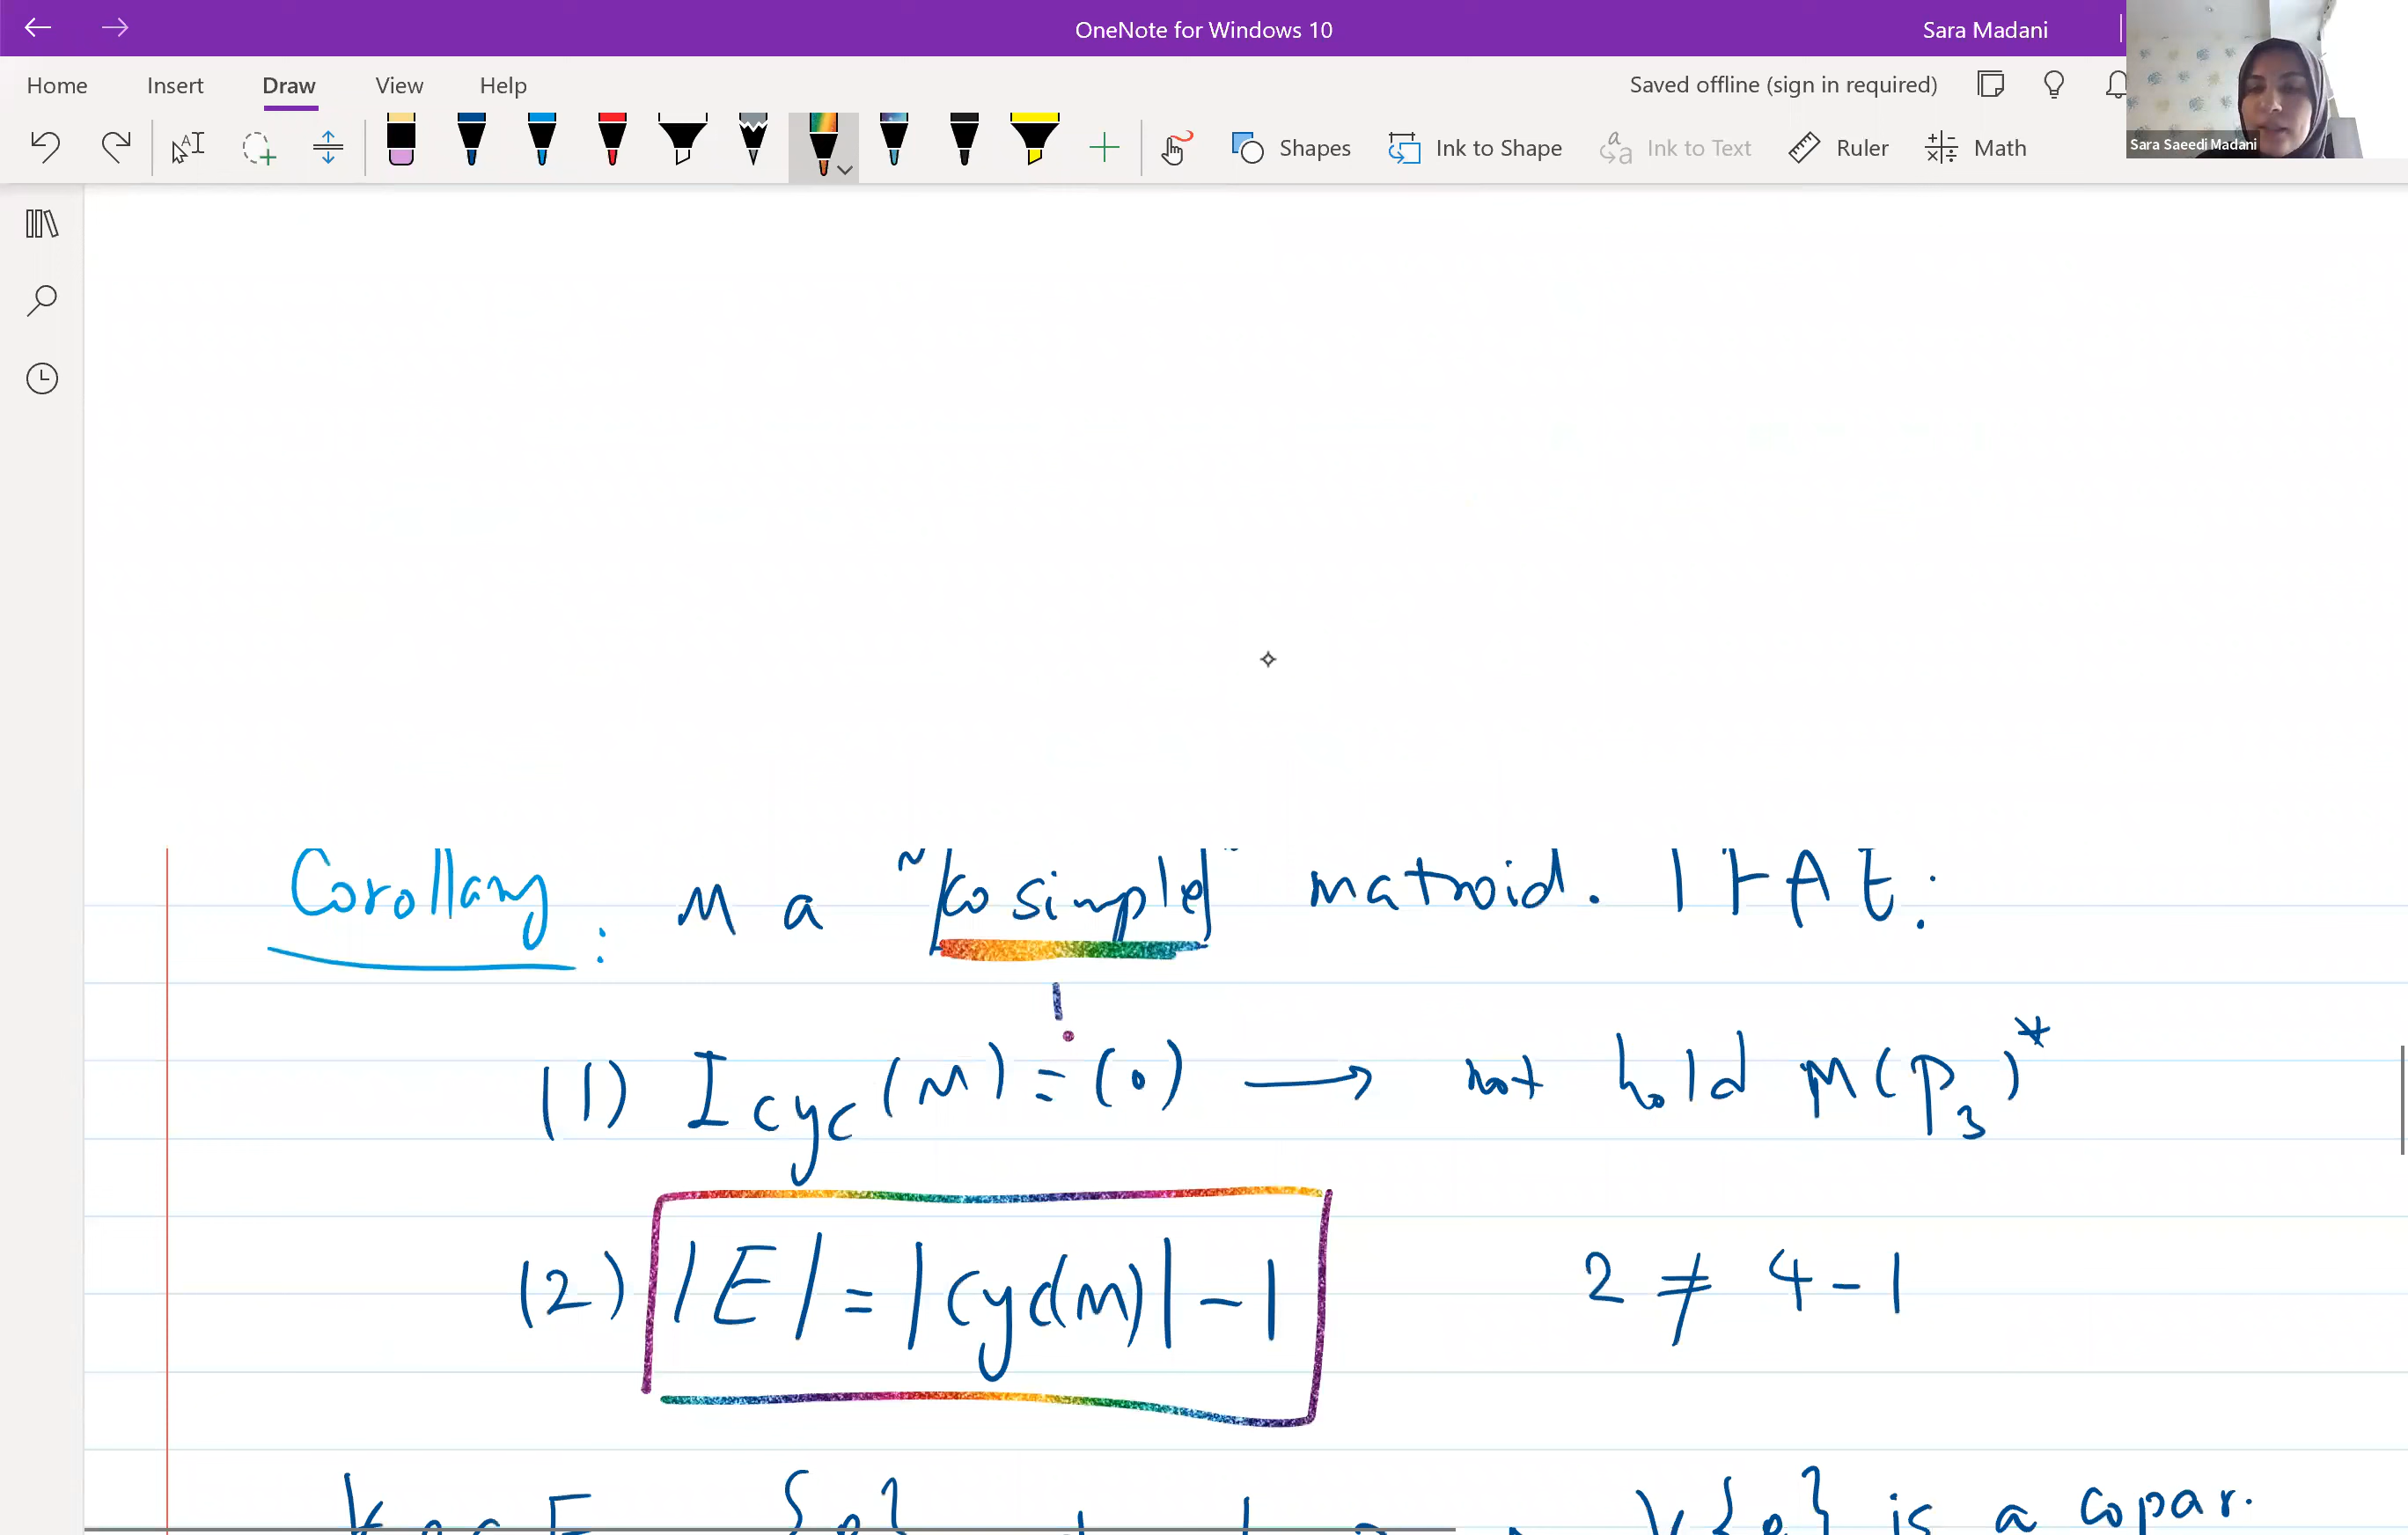 OneNote for Windows 10
Sara Madani
Home Insert Draw View Help
Saved offline (sign in required)
Shapes Ink to Shape Ink to Text Ruler Math
Sara Saeedi Madani
Corollary: M a "cosimple" matroid. TFAE:
(1) I_cyc(M) = (0) → not hold M(P_3)*
(2) |E| = |cyc(M)| - 1 2 ≠ 4 - 1
is a copar.